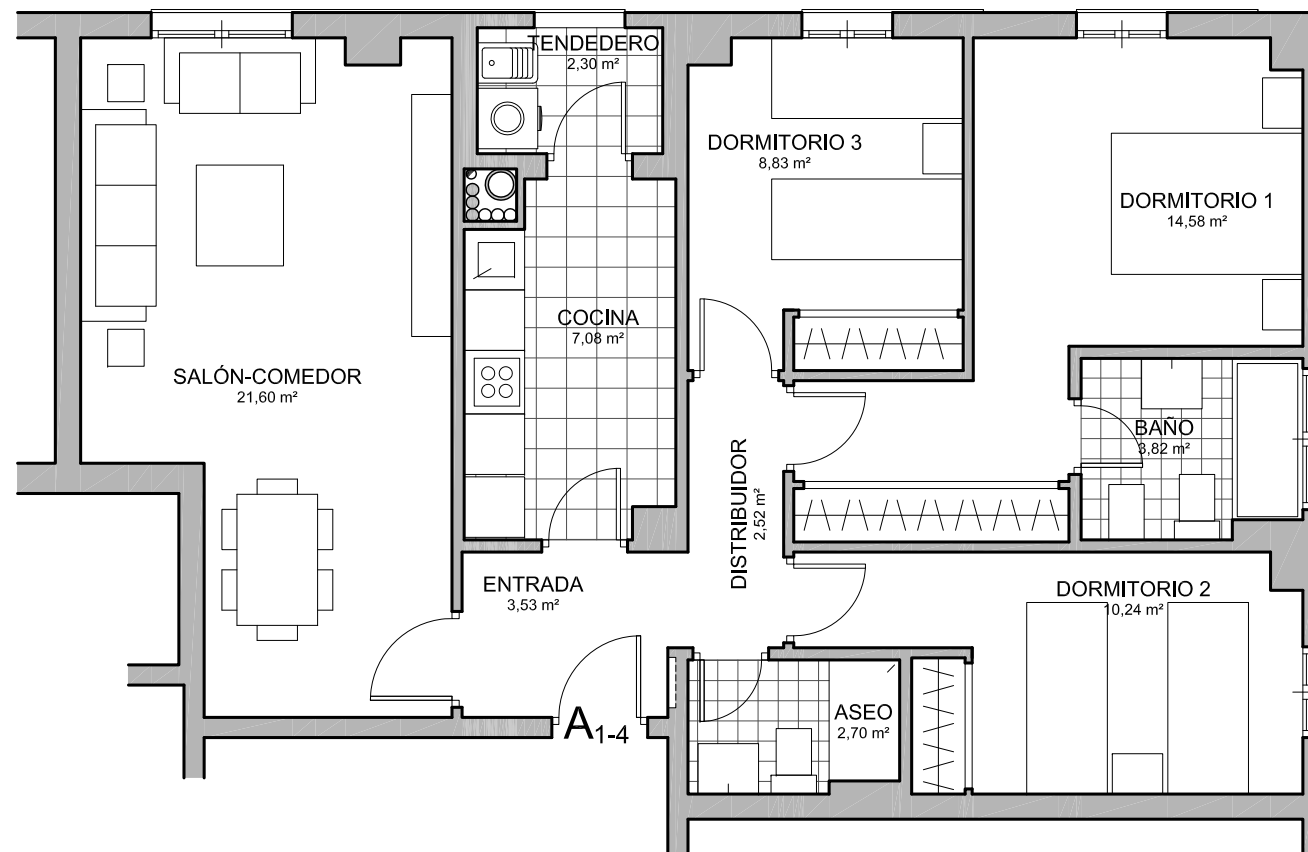 TENDEDERO
2,30 m²
DORMITORIO 3
8,83 m²
DORMITORIO 1
14,58 m²
COCINA
7,08 m²
SALÓN-COMEDOR
21,60 m²
BAÑO
3,82 m²
DISTRIBUIDOR
2,52 m²
ENTRADA
3,53 m²
DORMITORIO 2
10,24 m²
ASEO
2,70 m²
A1-4